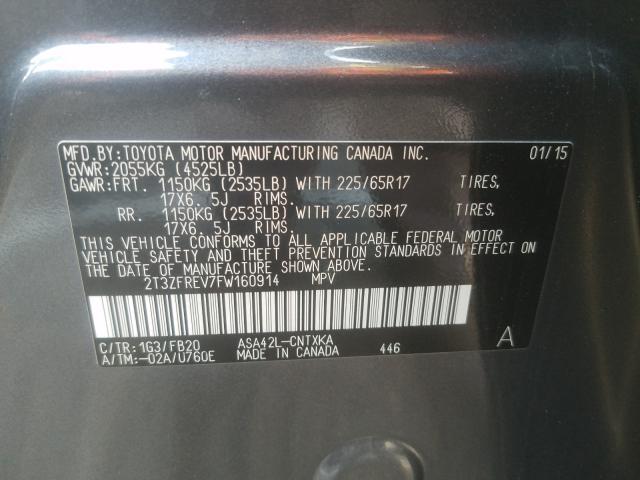 MFD.BY:TOYOTA MOTOR MANUFACTURING CANADA INC. 01/15
GVWR:2055KG (4525LB)
GAWR:FRT. 1150KG (2535LB) WITH 225/65R17 TIRES,
17X6. 5J RIMS.
RR. 1150KG (2535LB) WITH 225/65R17 TIRES,
17X6. 5J RIMS.
THIS VEHICLE CONFORMS TO ALL APPLICABLE FEDERAL MOTOR
VEHICLE SAFETY AND THEFT PREVENTION STANDARDS IN EFFECT ON
THE DATE OF MANUFACTURE SHOWN ABOVE.
2T3ZFREV7FW160914 MPV
C/TR:1G3/FB20 ASA42L-CNTXKA
A/TM:-02A/U760E MADE IN CANADA 446 A